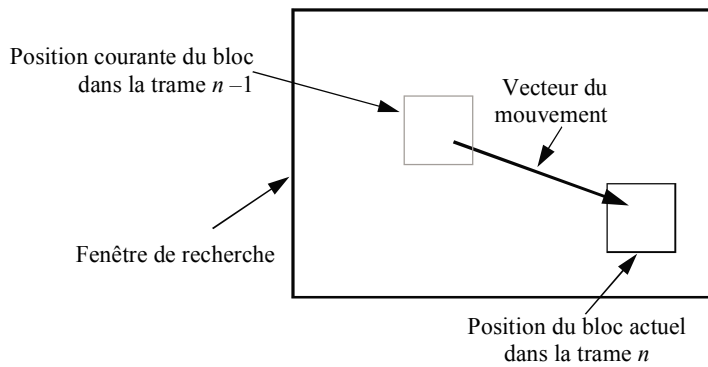 Position courante du bloc
dans la trame n –1
Vecteur du
mouvement
Fenêtre de recherche
Position du bloc actuel
dans la trame n